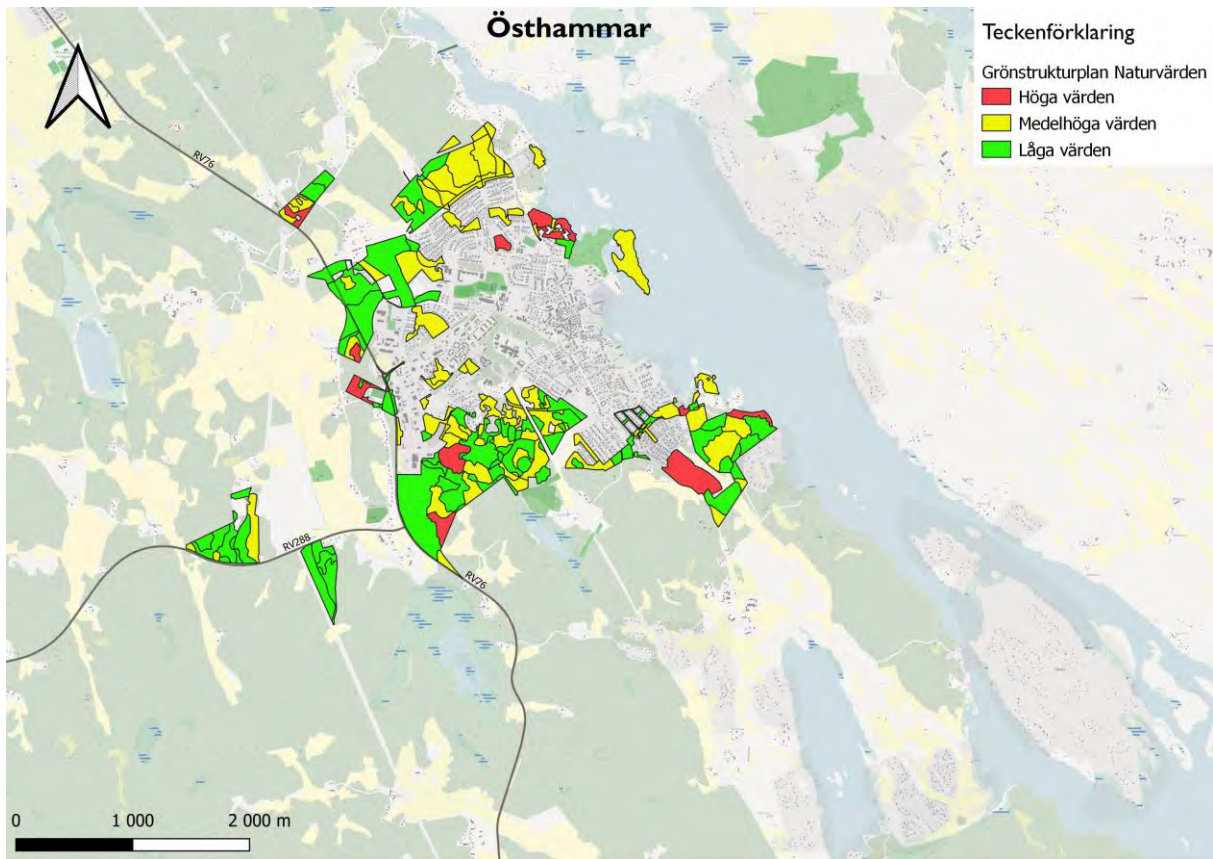 Östhammar
Teckenförklaring
Grönstrukturplan Naturvärden
Höga värden
Medelhöga värden
Låga värden
RV76
RV288
RV76
0 1 000 2 000 m